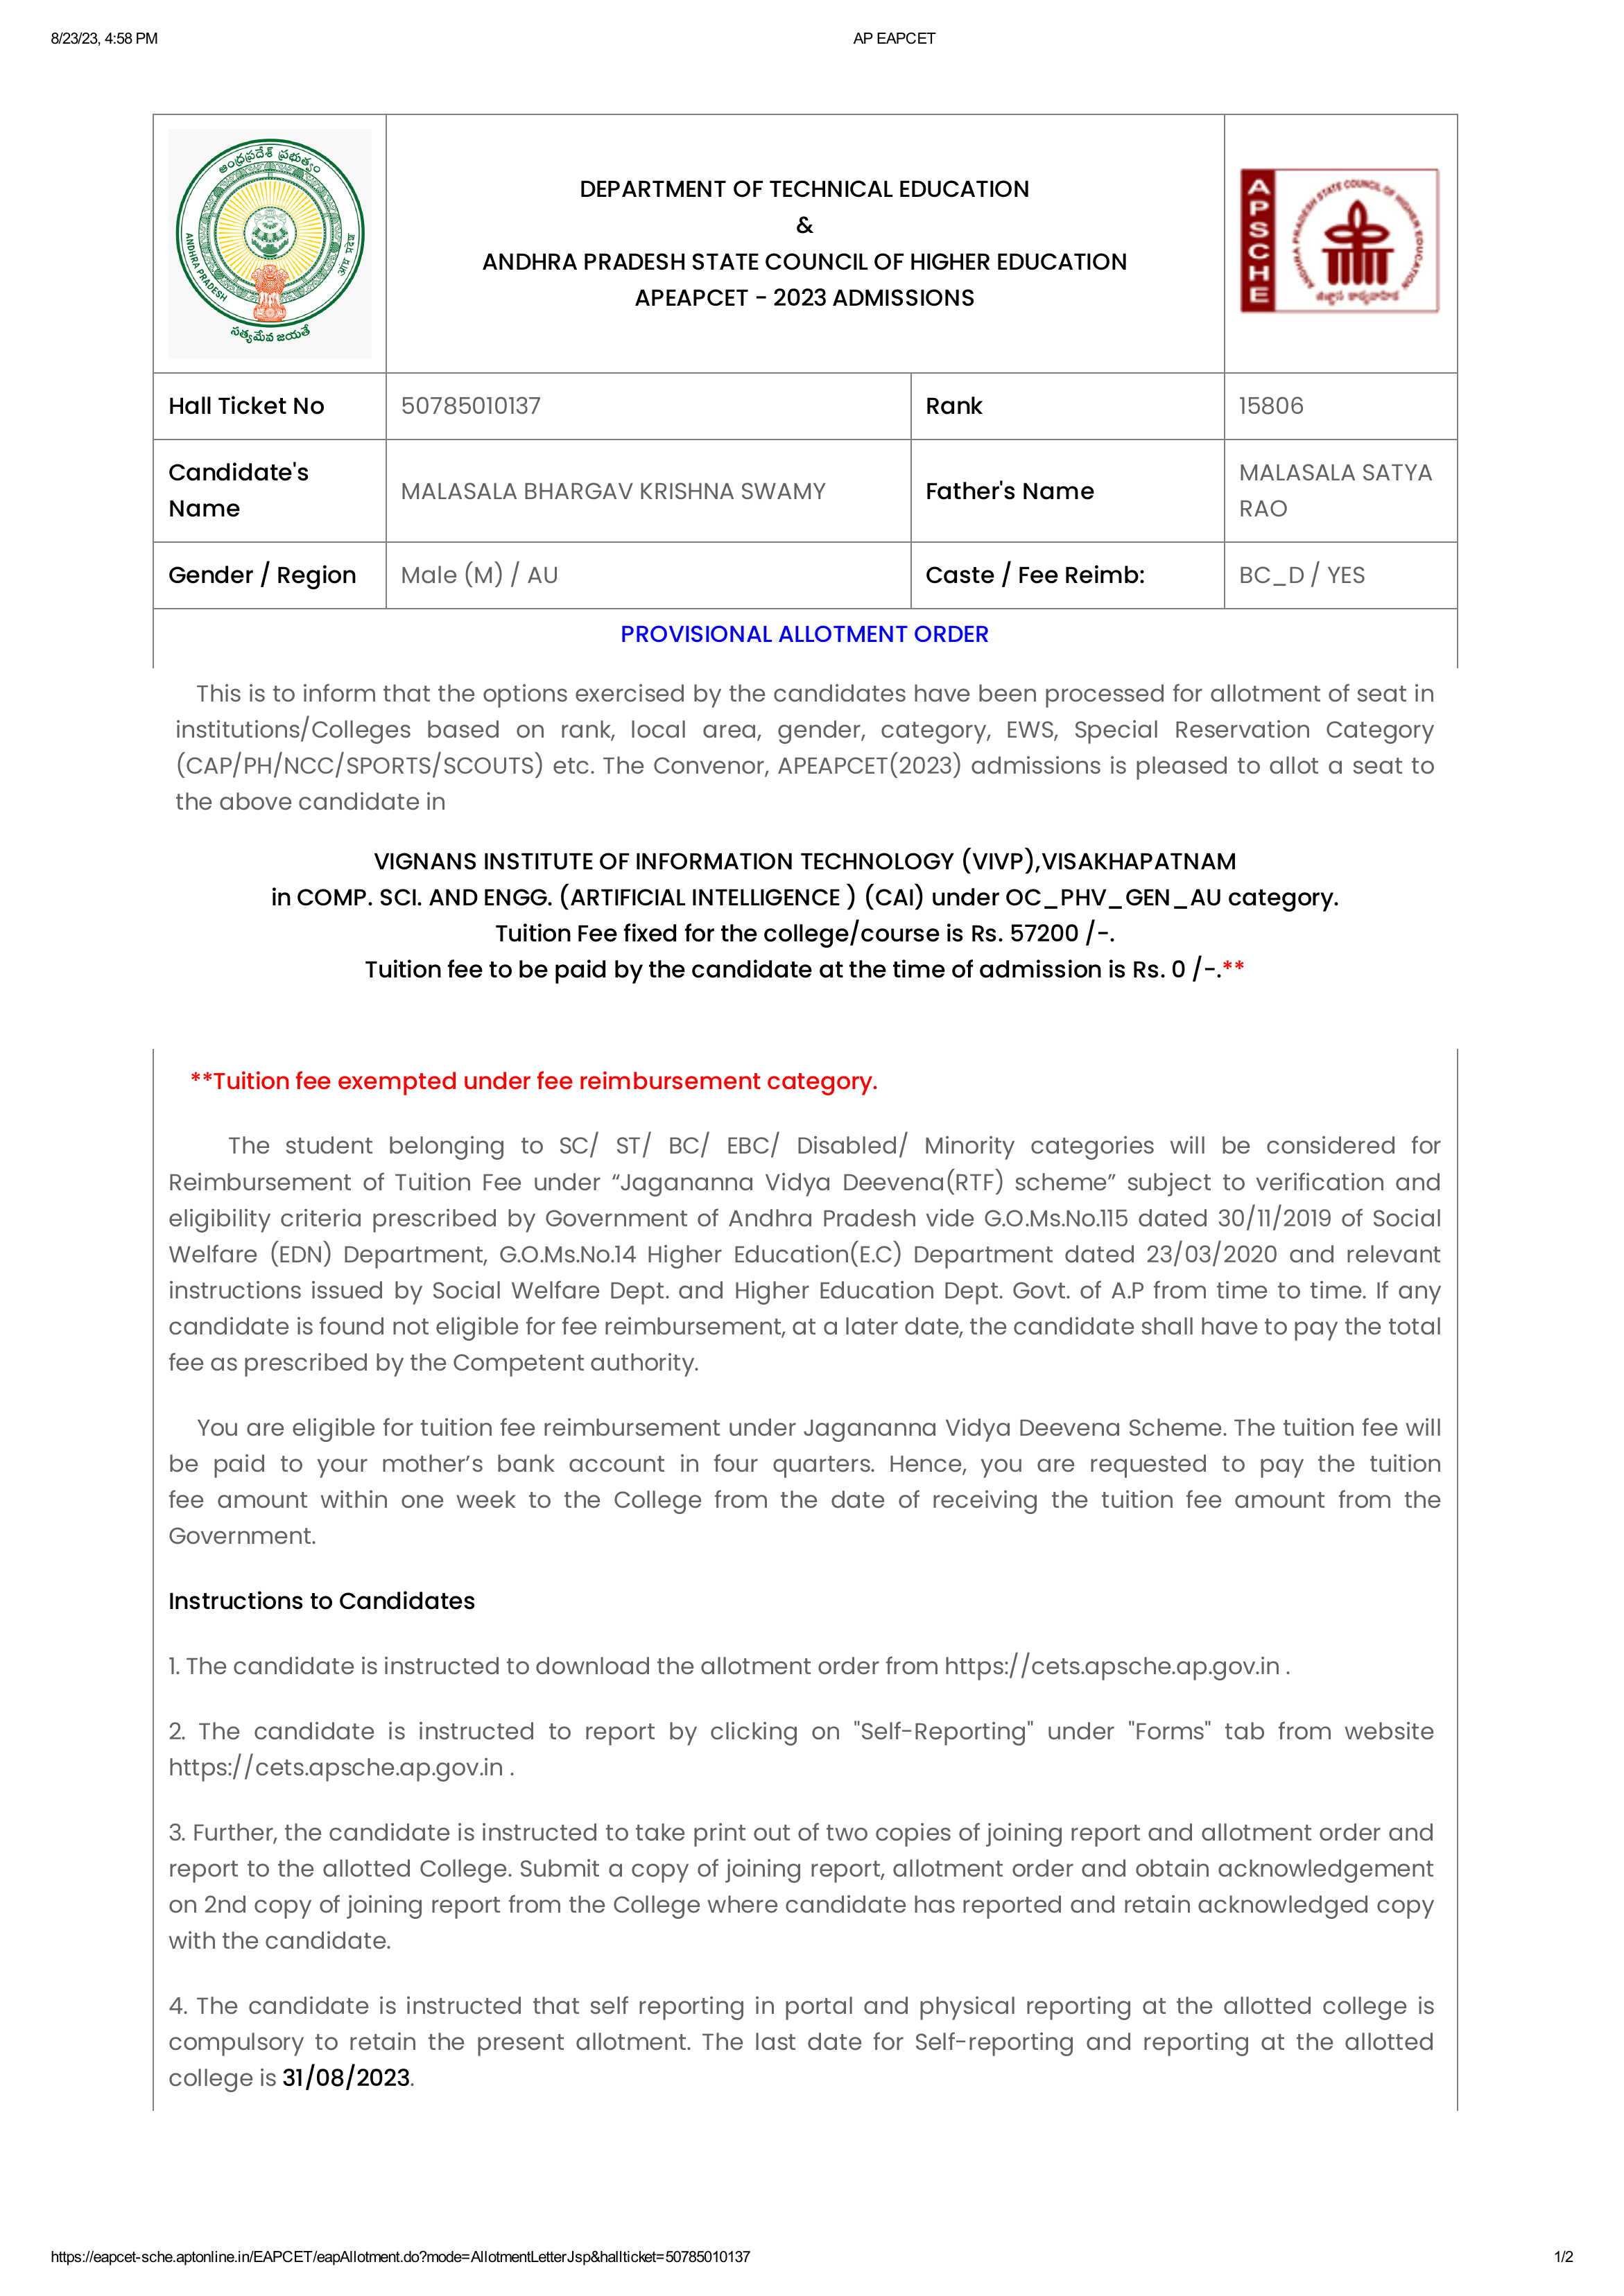 8/23/23, 4:58 PM
AP EAPCET
ఆంధ్రప్రదేశ్ ప్రభుత్వం
ANDHRA PRADESH
आंध्र प्रदेश
సత్యమేవ జయతే
DEPARTMENT OF TECHNICAL EDUCATION
&
ANDHRA PRADESH STATE COUNCIL OF HIGHER EDUCATION
APEAPCET - 2023 ADMISSIONS
APSCHE
ANDHRA PRADESH STATE COUNCIL OF HIGHER EDUCATION
Hall Ticket No
50785010137
Rank
15806
Candidate's
Name
MALASALA BHARGAV KRISHNA SWAMY
Father's Name
MALASALA SATYA
RAO
Gender / Region
Male (M) / AU
Caste / Fee Reimb:
BC_D / YES
PROVISIONAL ALLOTMENT ORDER
This is to inform that the options exercised by the candidates have been processed for allotment of seat in
institutions/Colleges based on rank, local area, gender, category, EWS, Special Reservation Category
(CAP/PH/NCC/SPORTS/SCOUTS) etc. The Convenor, APEAPCET(2023) admissions is pleased to allot a seat to
the above candidate in
VIGNANS INSTITUTE OF INFORMATION TECHNOLOGY (VIVP),VISAKHAPATNAM
in COMP. SCI. AND ENGG. (ARTIFICIAL INTELLIGENCE ) (CAI) under OC_PHV_GEN_AU category.
Tuition Fee fixed for the college/course is Rs. 57200 /-.
Tuition fee to be paid by the candidate at the time of admission is Rs. 0 /-.**
**Tuition fee exempted under fee reimbursement category.
The student belonging to SC/ ST/ BC/ EBC/ Disabled/ Minority categories will be considered for
Reimbursement of Tuition Fee under “Jagananna Vidya Deevena(RTF) scheme” subject to verification and
eligibility criteria prescribed by Government of Andhra Pradesh vide G.O.Ms.No.115 dated 30/11/2019 of Social
Welfare (EDN) Department, G.O.Ms.No.14 Higher Education(E.C) Department dated 23/03/2020 and relevant
instructions issued by Social Welfare Dept. and Higher Education Dept. Govt. of A.P from time to time. If any
candidate is found not eligible for fee reimbursement, at a later date, the candidate shall have to pay the total
fee as prescribed by the Competent authority.
You are eligible for tuition fee reimbursement under Jagananna Vidya Deevena Scheme. The tuition fee will
be paid to your mother’s bank account in four quarters. Hence, you are requested to pay the tuition
fee amount within one week to the College from the date of receiving the tuition fee amount from the
Government.
Instructions to Candidates
1. The candidate is instructed to download the allotment order from https://cets.apsche.ap.gov.in .
2. The candidate is instructed to report by clicking on "Self-Reporting" under "Forms" tab from website
https://cets.apsche.ap.gov.in .
3. Further, the candidate is instructed to take print out of two copies of joining report and allotment order and
report to the allotted College. Submit a copy of joining report, allotment order and obtain acknowledgement
on 2nd copy of joining report from the College where candidate has reported and retain acknowledged copy
with the candidate.
4. The candidate is instructed that self reporting in portal and physical reporting at the allotted college is
compulsory to retain the present allotment. The last date for Self-reporting and reporting at the allotted
college is 31/08/2023.
https://eapcet-sche.aptonline.in/EAPCET/eapAllotment.do?mode=AllotmentLetterJsp&hallticket=50785010137
1/2